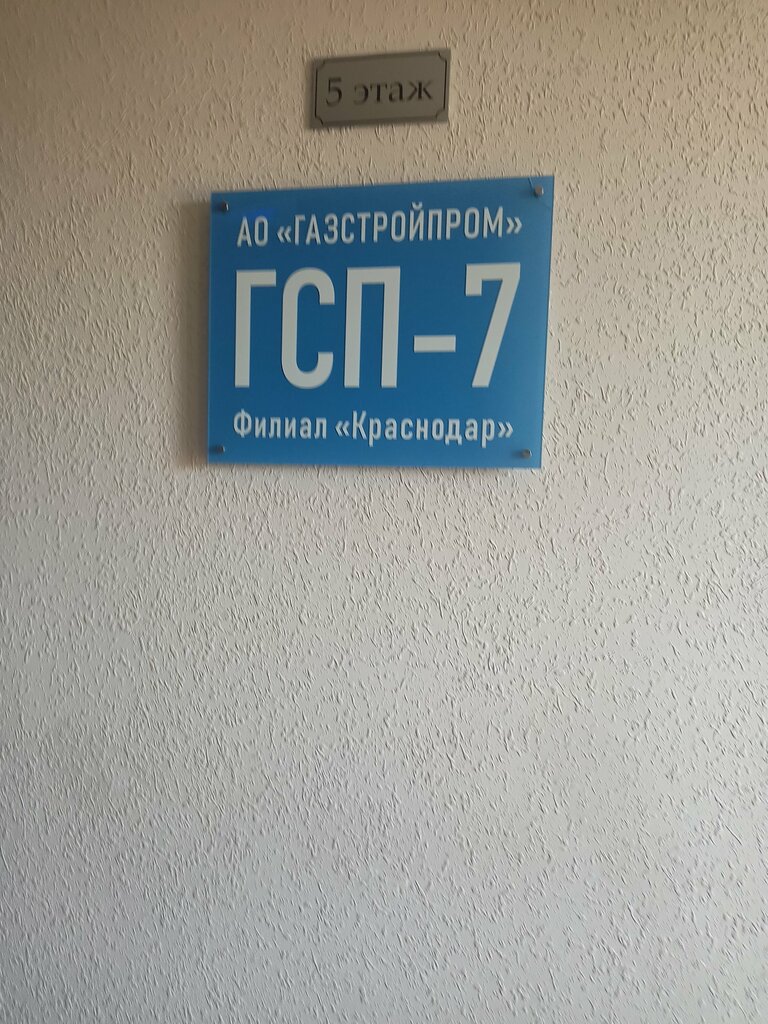 5 этаж
АО «ГАЗСТРОЙПРОМ»
ГСП-7
Филиал «Краснодар»